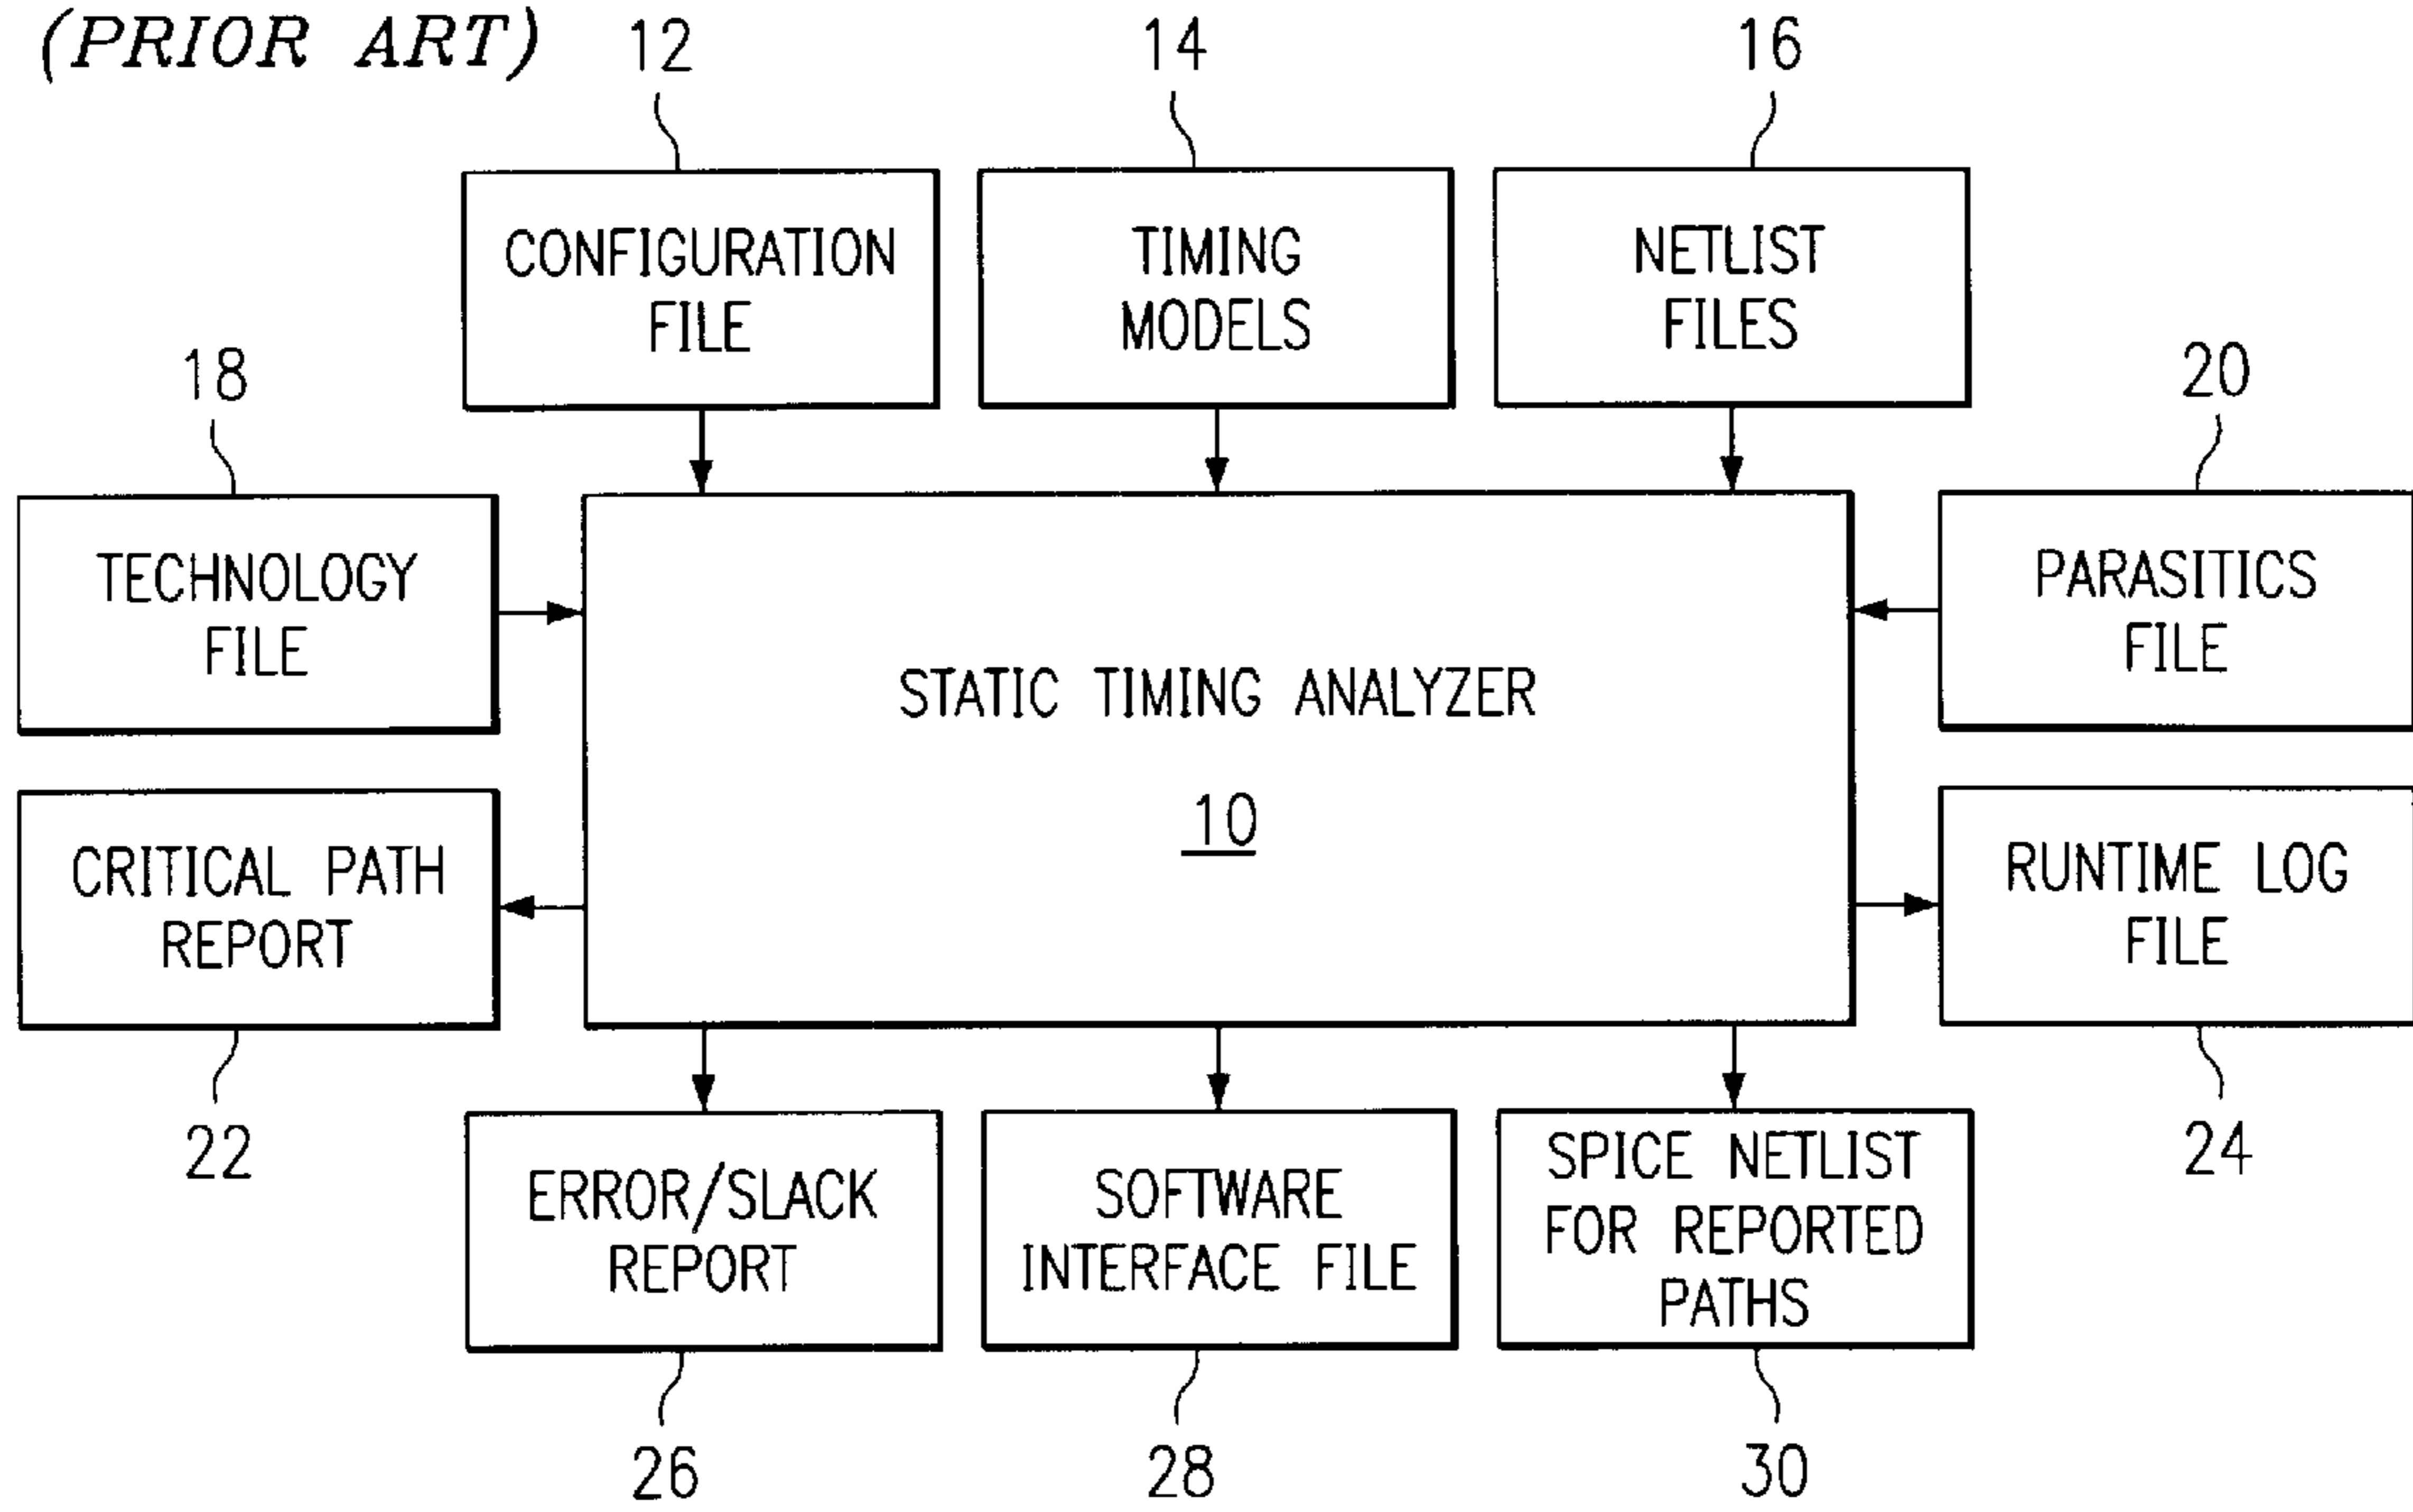 (PRIOR ART)
12
14
16
CONFIGURATION
FILE
TIMING
MODELS
NETLIST
FILES
18
20
TECHNOLOGY
FILE
STATIC TIMING ANALYZER
10
PARASITICS
FILE
CRITICAL PATH
REPORT
RUNTIME LOG
FILE
22
24
ERROR/SLACK
REPORT
SOFTWARE
INTERFACE FILE
SPICE NETLIST
FOR REPORTED
PATHS
26
28
30